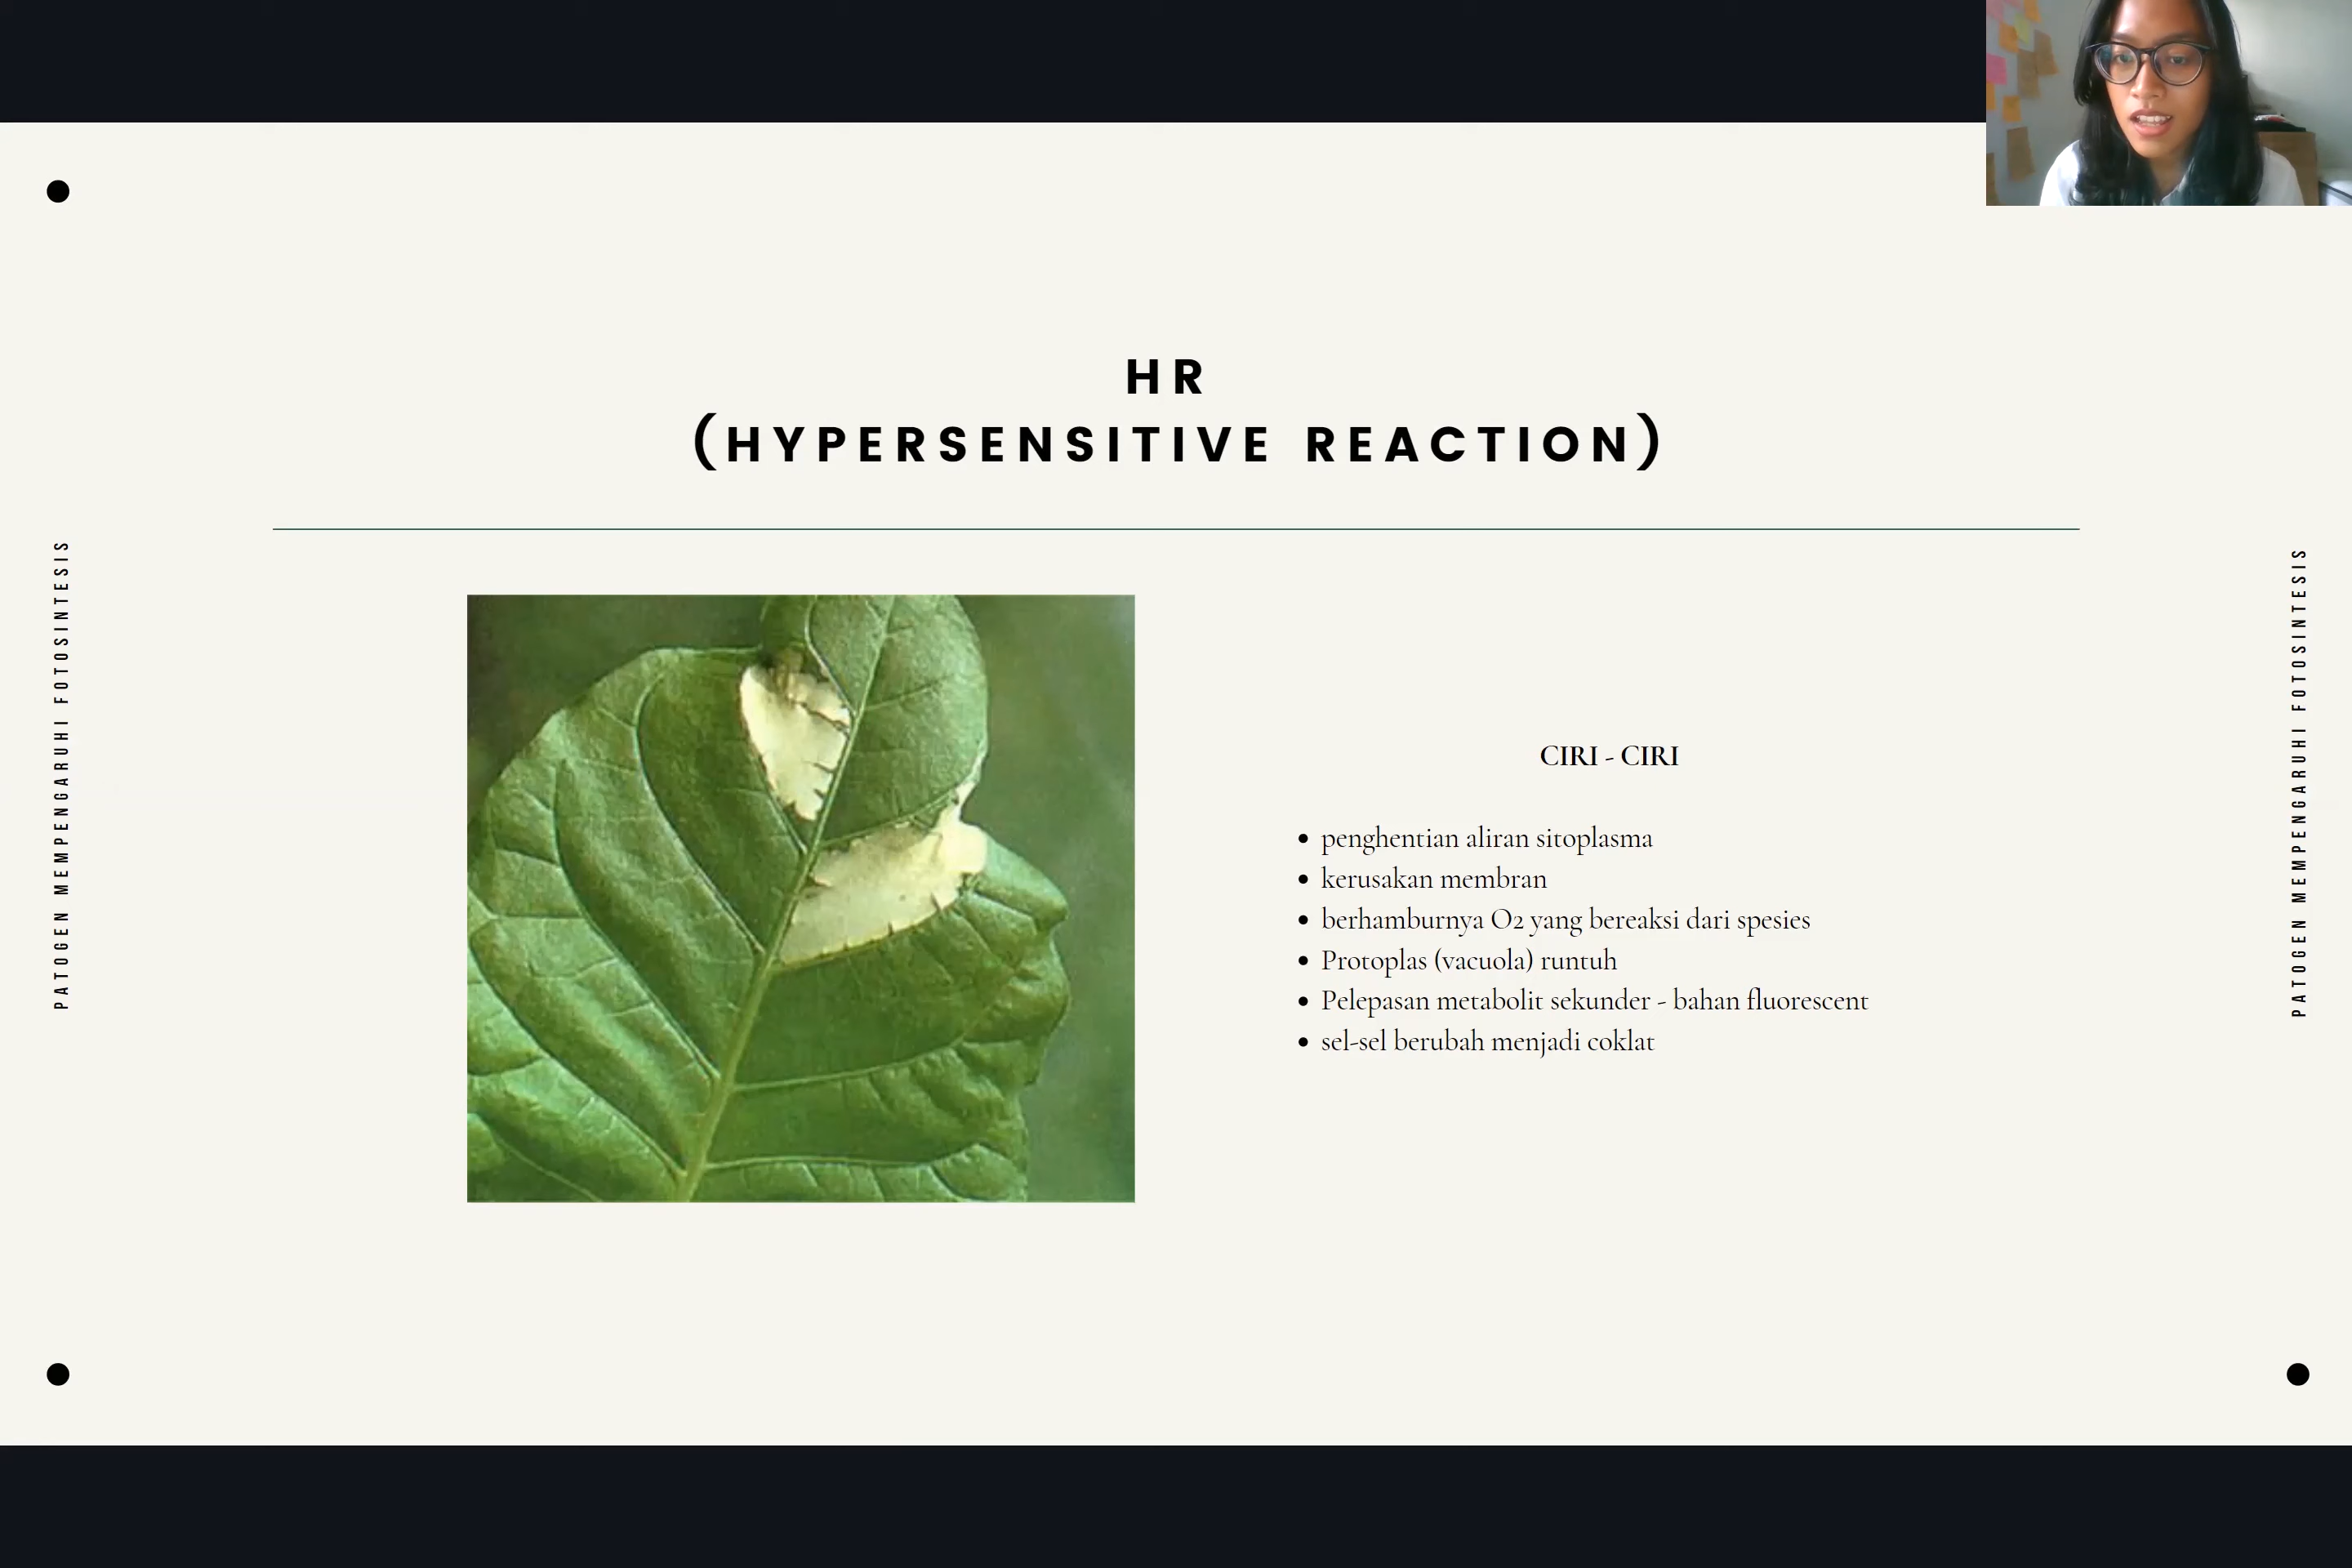 HR
(HYPERSENSITIVE REACTION)
PATOGEN MEMPENGARUHI FOTOSINTESIS
CIRI - CIRI
• penghentian aliran sitoplasma
• kerusakan membran
• berhamburnya O2 yang bereaksi dari spesies
• Protoplas (vacuola) runtuh
• Pelepasan metabolit sekunder - bahan fluorescent
• sel-sel berubah menjadi coklat
PATOGEN MEMPENGARUHI FOTOSINTESIS